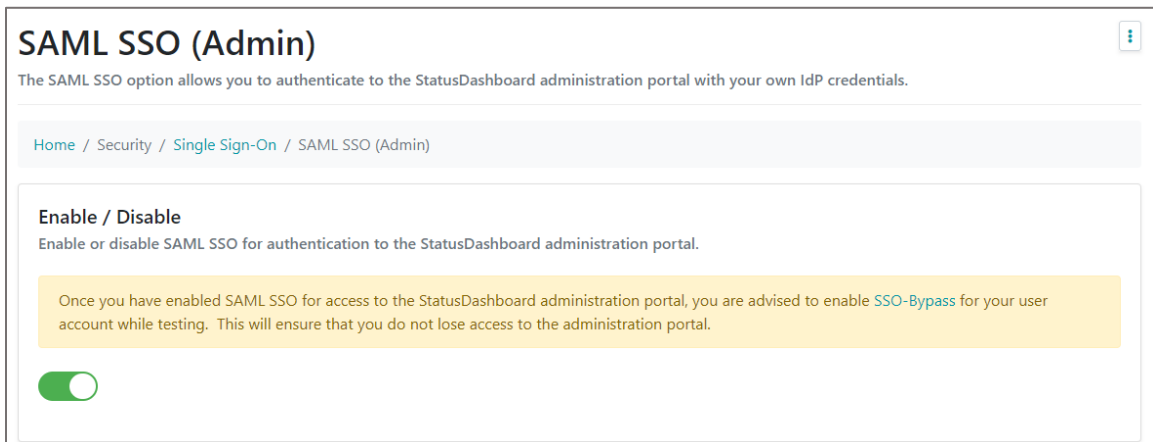 SAML SSO (Admin)
The SAML SSO option allows you to authenticate to the StatusDashboard administration portal with your own IdP credentials.
Home / Security / Single Sign-On / SAML SSO (Admin)
Enable / Disable
Enable or disable SAML SSO for authentication to the StatusDashboard administration portal.
Once you have enabled SAML SSO for access to the StatusDashboard administration portal, you are advised to enable SSO-Bypass for your user
account while testing.  This will ensure that you do not lose access to the administration portal.